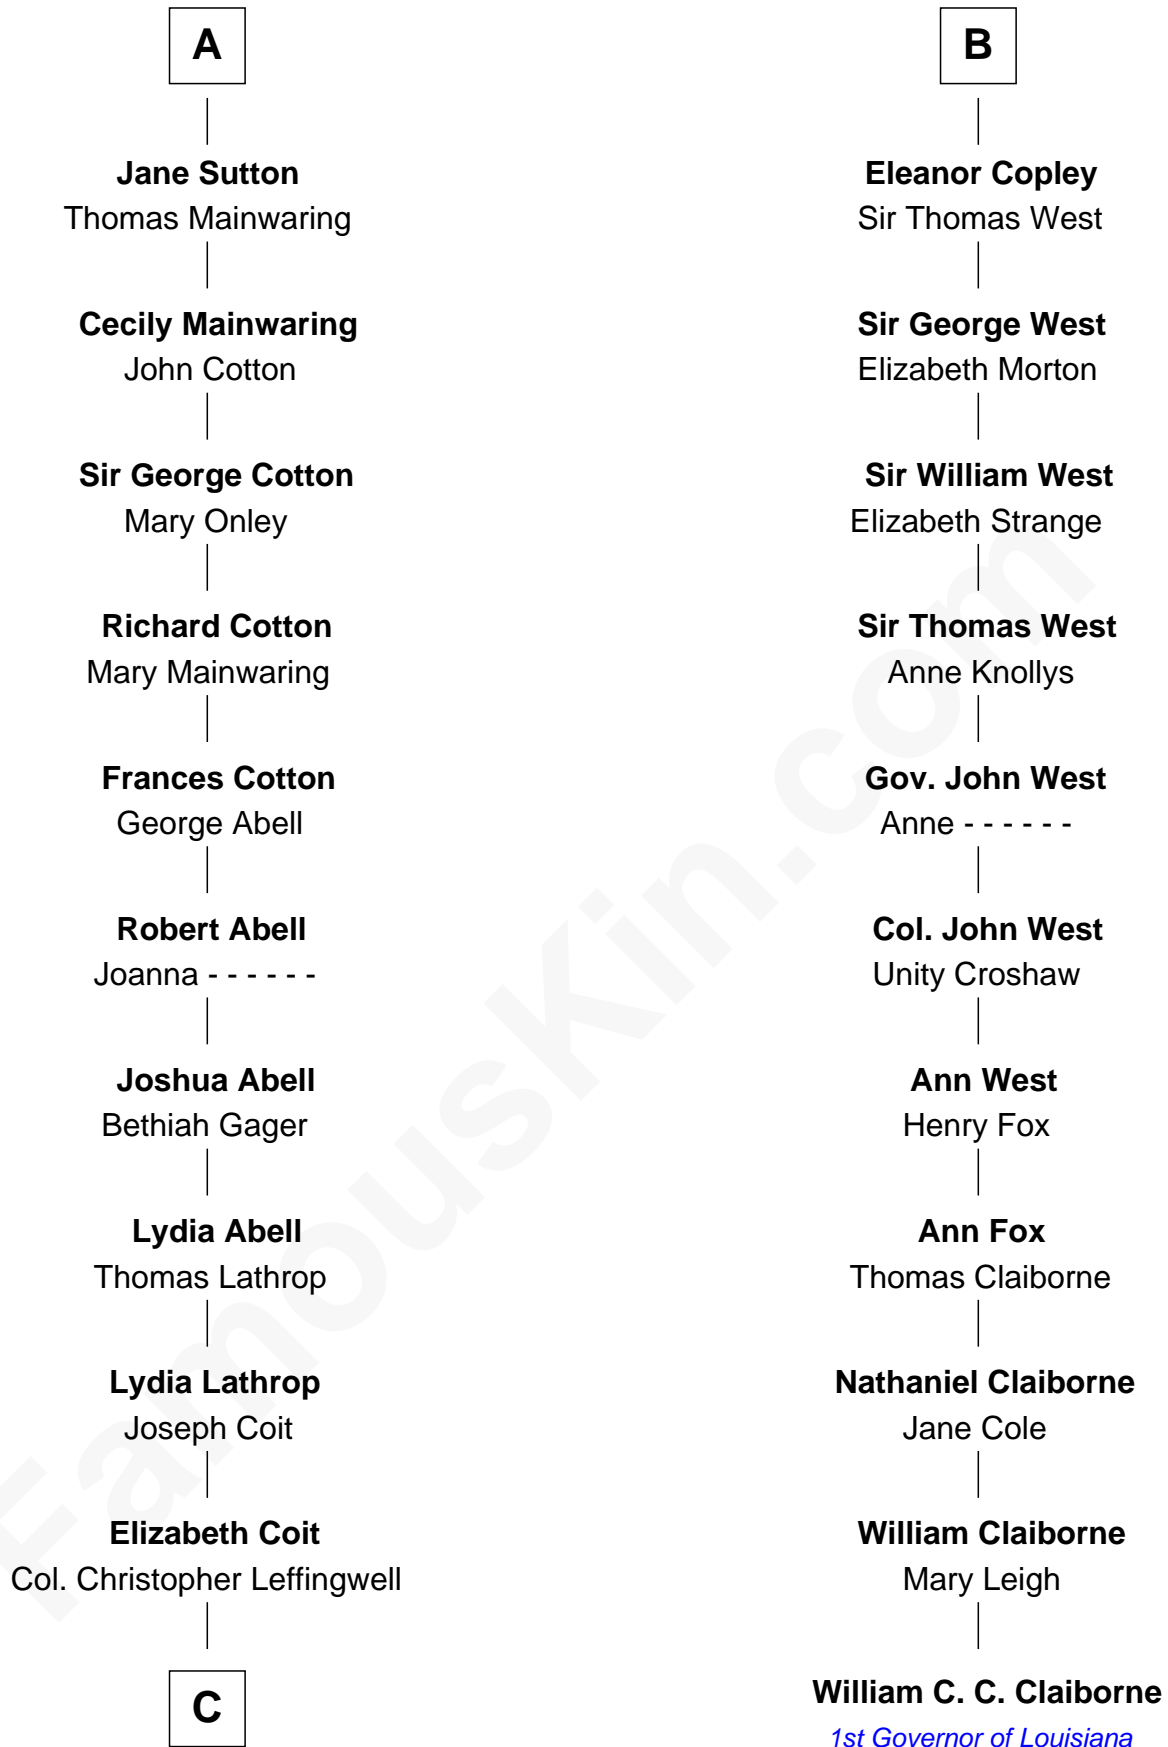 A
Jane Sutton
Thomas Mainwaring
Cecily Mainwaring
John Cotton
Sir George Cotton
Mary Onley
Richard Cotton
Mary Mainwaring
Frances Cotton
George Abell
Robert Abell
Joanna - - - - - -
Joshua Abell
Bethiah Gager
Lydia Abell
Thomas Lathrop
Lydia Lathrop
Joseph Coit
Elizabeth Coit
Col. Christopher Leffingwell
C
B
Eleanor Copley
Sir Thomas West
Sir George West
Elizabeth Morton
Sir William West
Elizabeth Strange
Sir Thomas West
Anne Knollys
Gov. John West
Anne - - - - - -
Col. John West
Unity Croshaw
Ann West
Henry Fox
Ann Fox
Thomas Claiborne
Nathaniel Claiborne
Jane Cole
William Claiborne
Mary Leigh
William C. C. Claiborne
1st Governor of Louisiana
FamousKin.com